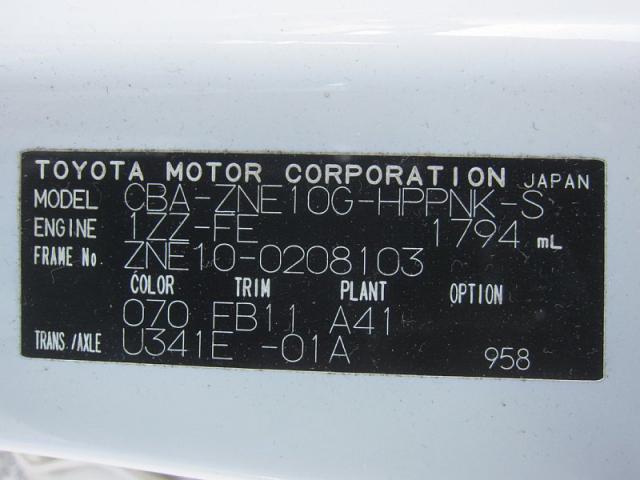 TOYOTA MOTOR CORPORATION JAPAN
MODEL CBA-ZNE10G-HPPNK-S
ENGINE 1ZZ-FE 1794 mL
FRAME No. ZNE10-0208103
COLOR TRIM PLANT OPTION
070 FB11 A41
TRANS./AXLE U341E -01A 958